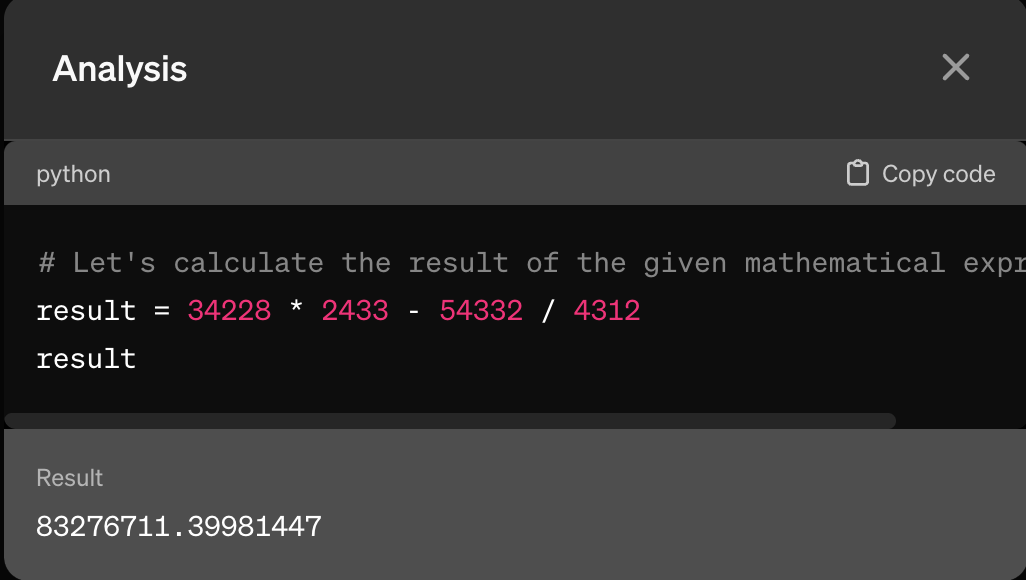 Analysis
python
Copy code
# Let's calculate the result of the given mathematical expr
result = 34228 * 2433 - 54332 / 4312
result
Result
83276711.39981447